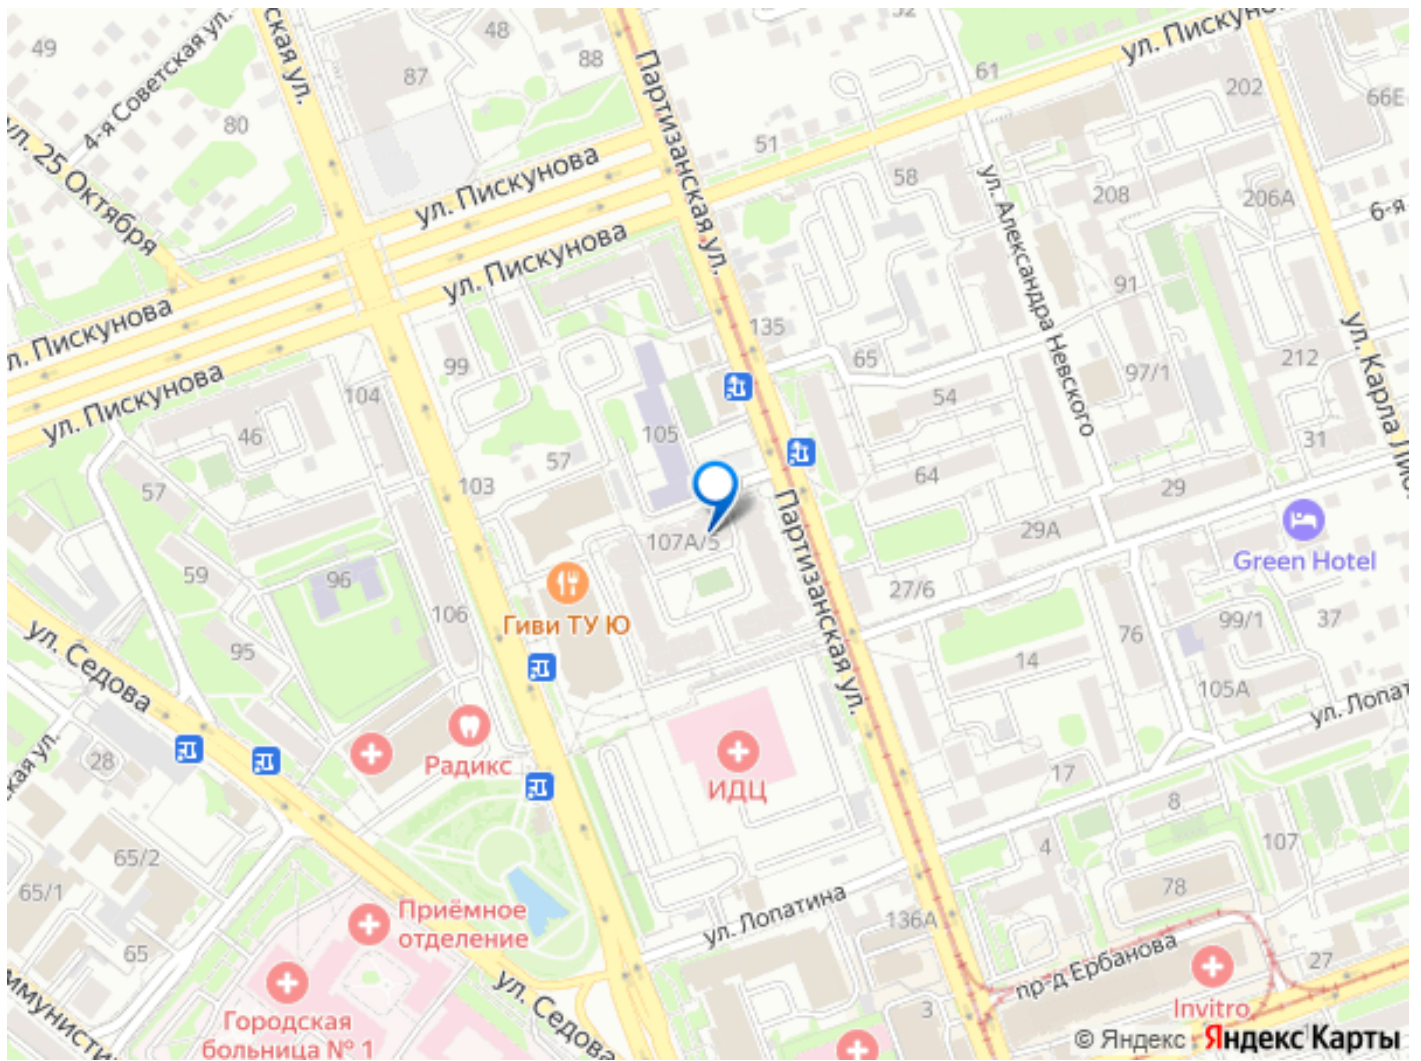 49
4-я Советская ул.
ская ул.
48
87
88
80
ул. 25 Октября
Партизанская ул.
52
61
ул. Пискунова
202
66Е
51
58
ул. Пискунова
ул. Александра Невского
208
206А
6-я
ул. Пискунова
91
л. Пискунова
135
65
99
97/1
212
ул. Карла Либ
ул. Пискунова
104
54
46
105
57
31
103
64
29
57
29А
107А/5
Партизанская ул.
Green Hotel
59
96
27/6
Гиви ТУ Ю
106
99/1
37
76
95
14
ул. Седова
105А
ул. Лопат
ская ул.
28
Радикс
ИДЦ
17
8
4
107
65/2
78
65/1
ул. Лопатина
136А
Приёмное
отделение
65
пр-д Ербанова
27
ммунисти
ул. Седова
3
Invitro
Городская
больница № 1
© Яндекс Яндекс Карты